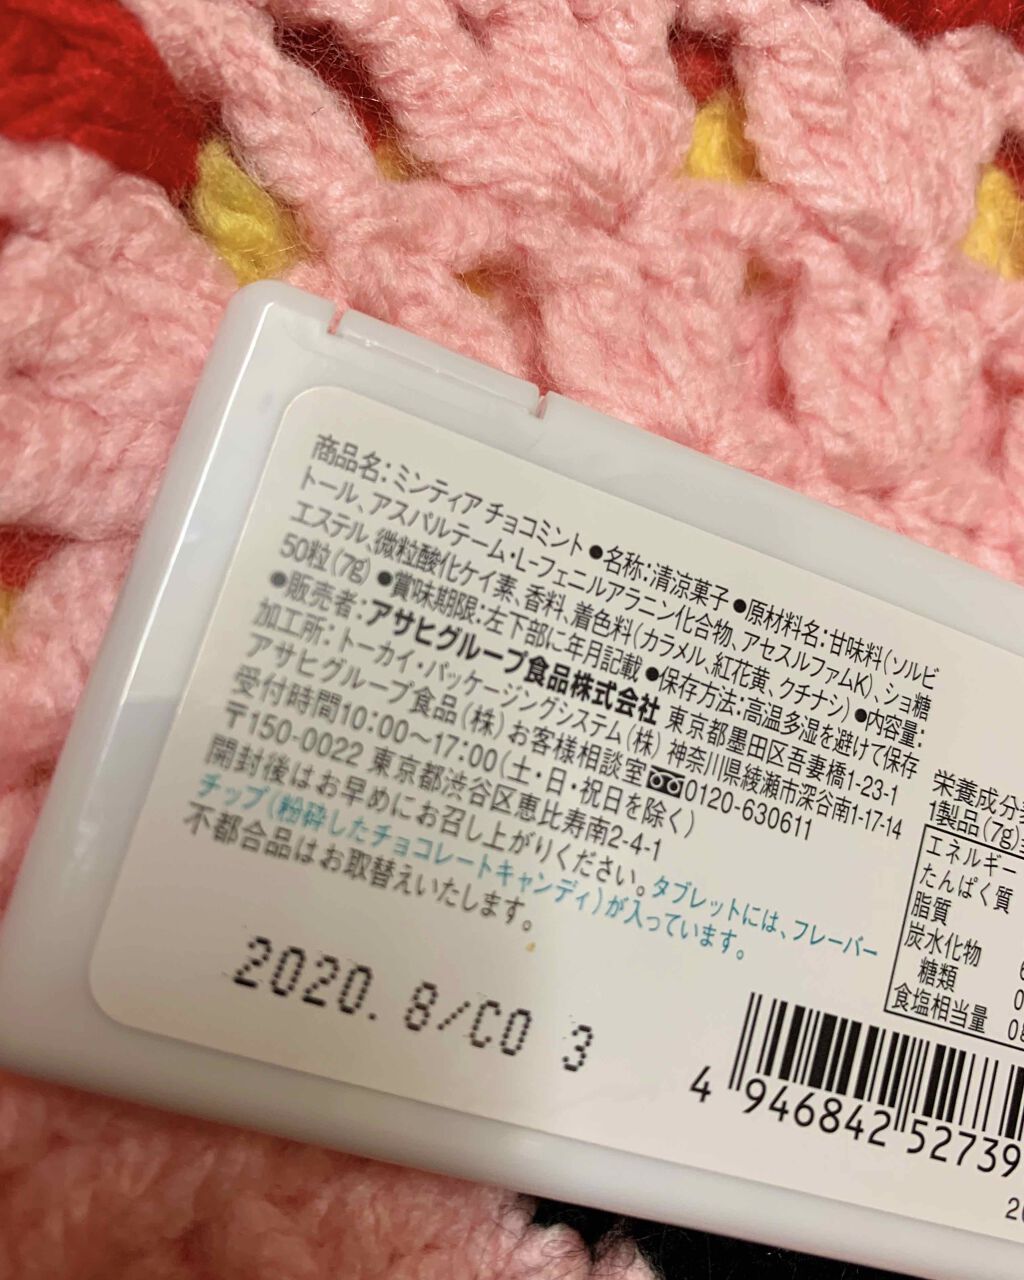 商品名：ミンティア チョコミント ●名称：清涼菓子 ●原材料名：甘味料（ソルビ
トール、アスパルテーム・L-フェニルアラニン化合物、アセスルファムK）、ショ糖
エステル、微粒酸化ケイ素、香料、着色料（カラメル、紅花黄、クチナシ） ●内容量：
50粒（7g） ●賞味期限：左下部に年月記載 ●保存方法：高温多湿を避けて保存
●販売者：アサヒグループ食品株式会社 東京都墨田区吾妻橋1-23-1
加工所：トーカイ・パッケージングシステム（株） 神奈川県綾瀬市深谷南1-17-14
アサヒグループ食品（株）お客様相談室 0120-630611
受付時間10:00〜17:00（土・日・祝日を除く）
〒150-0022 東京都渋谷区恵比寿南2-4-1
開封後はお早めにお召し上がりください。タブレットには、フレーバー
チップ（粉砕したチョコレートキャンディ）が入っています。
不都合品はお取替えいたします。
2020. 8/CO 3
栄養成分
1製品（7g）
エネルギー
たんぱく質
脂質
炭水化物
糖類
食塩相当量
4 946842 52739